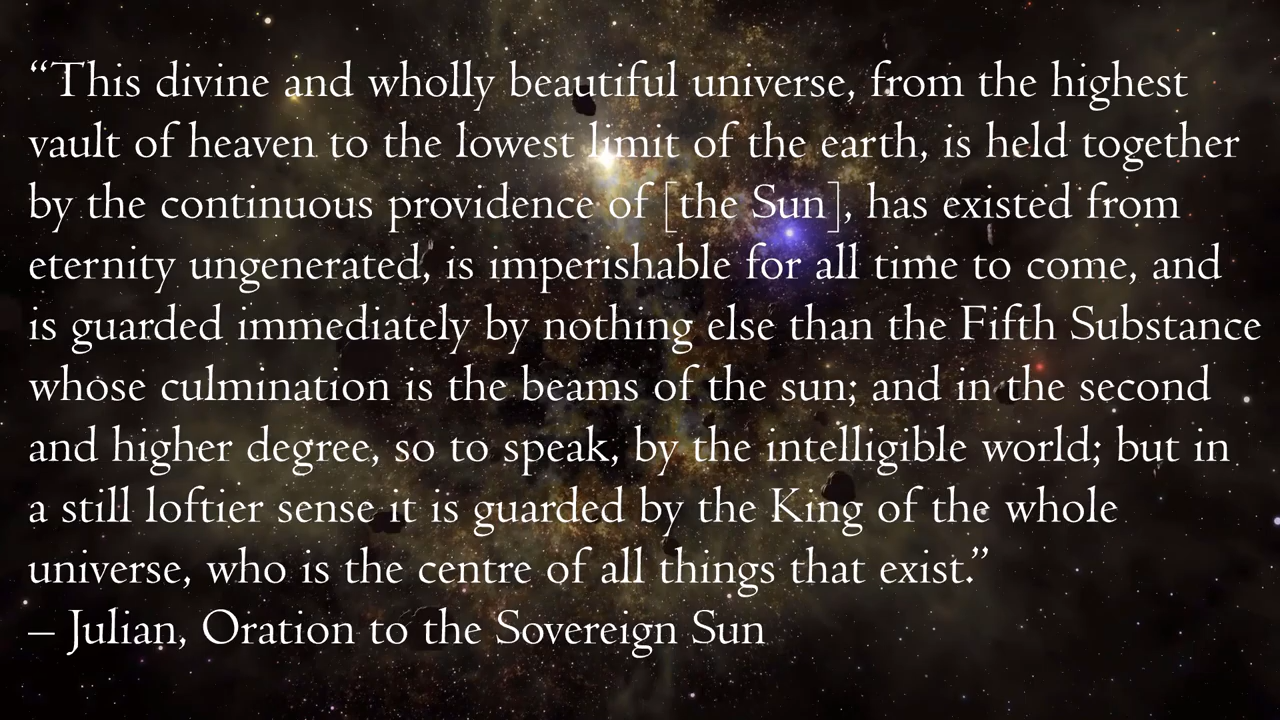 “This divine and wholly beautiful universe, from the highest
vault of heaven to the lowest limit of the earth, is held together
by the continuous providence of [the Sun], has existed from
eternity ungenerated, is imperishable for all time to come, and
is guarded immediately by nothing else than the Fifth Substance
whose culmination is the beams of the sun; and in the second
and higher degree, so to speak, by the intelligible world; but in
a still loftier sense it is guarded by the King of the whole
universe, who is the centre of all things that exist.”
– Julian, Oration to the Sovereign Sun